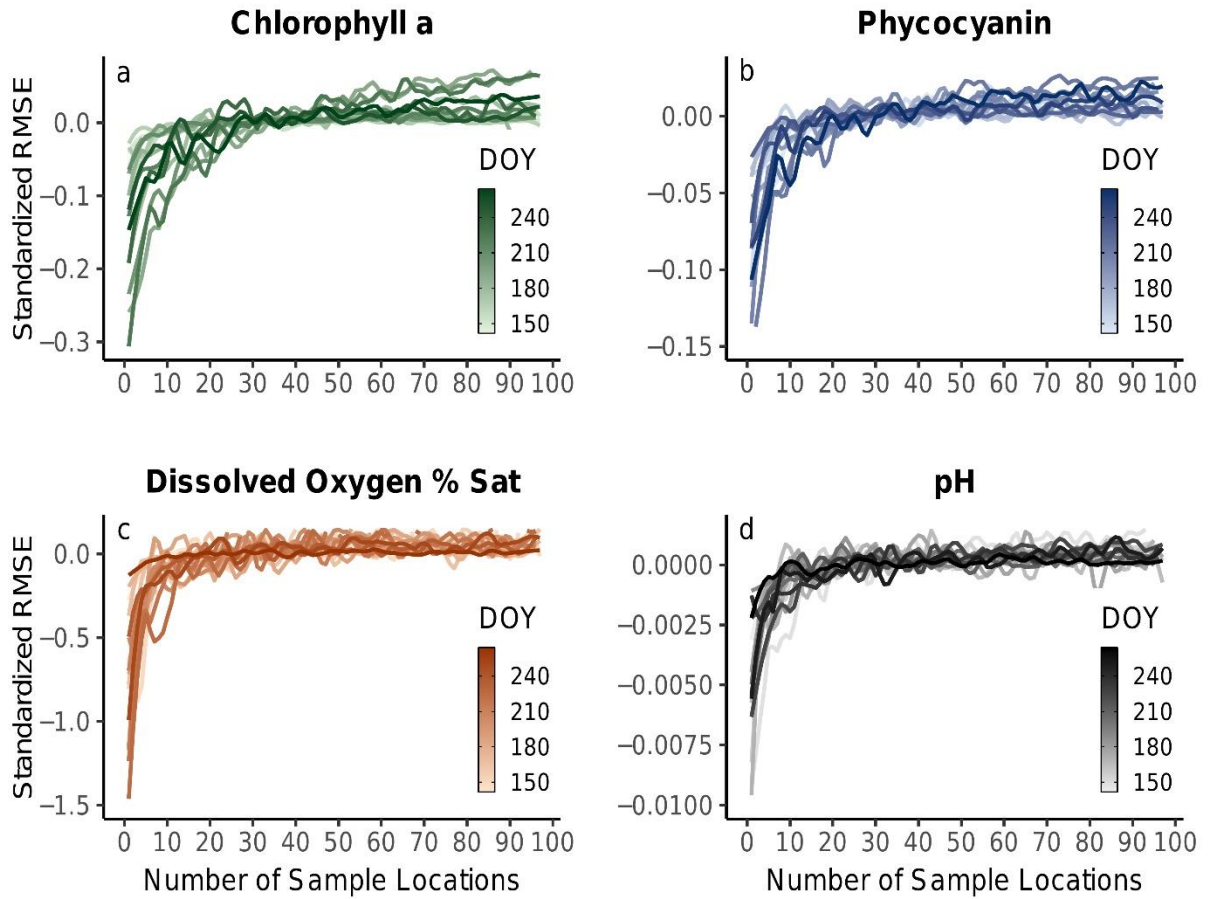 Chlorophyll a
Phycocyanin
a
b
Standardized RMSE
0.0
−0.1
−0.2
−0.3
DOY
240
210
180
150
0 10 20 30 40 50 60 70 80 90 100
0.00
−0.05
−0.10
−0.15
DOY
240
210
180
150
0 10 20 30 40 50 60 70 80 90 100
Dissolved Oxygen % Sat
pH
c
d
Standardized RMSE
0.0
−0.5
−1.0
−1.5
DOY
240
210
180
150
0 10 20 30 40 50 60 70 80 90 100
Number of Sample Locations
0.0000
−0.0025
−0.0050
−0.0075
−0.0100
DOY
240
210
180
150
0 10 20 30 40 50 60 70 80 90 100
Number of Sample Locations